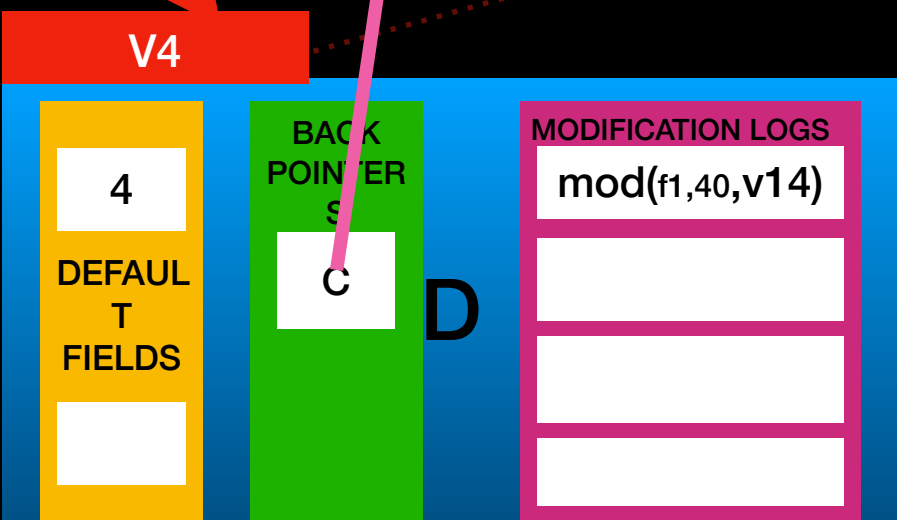 V4
4
DEFAUL
T
FIELDS
BACK
POINTER
S
C
D
MODIFICATION LOGS
mod(f1,40,v14)